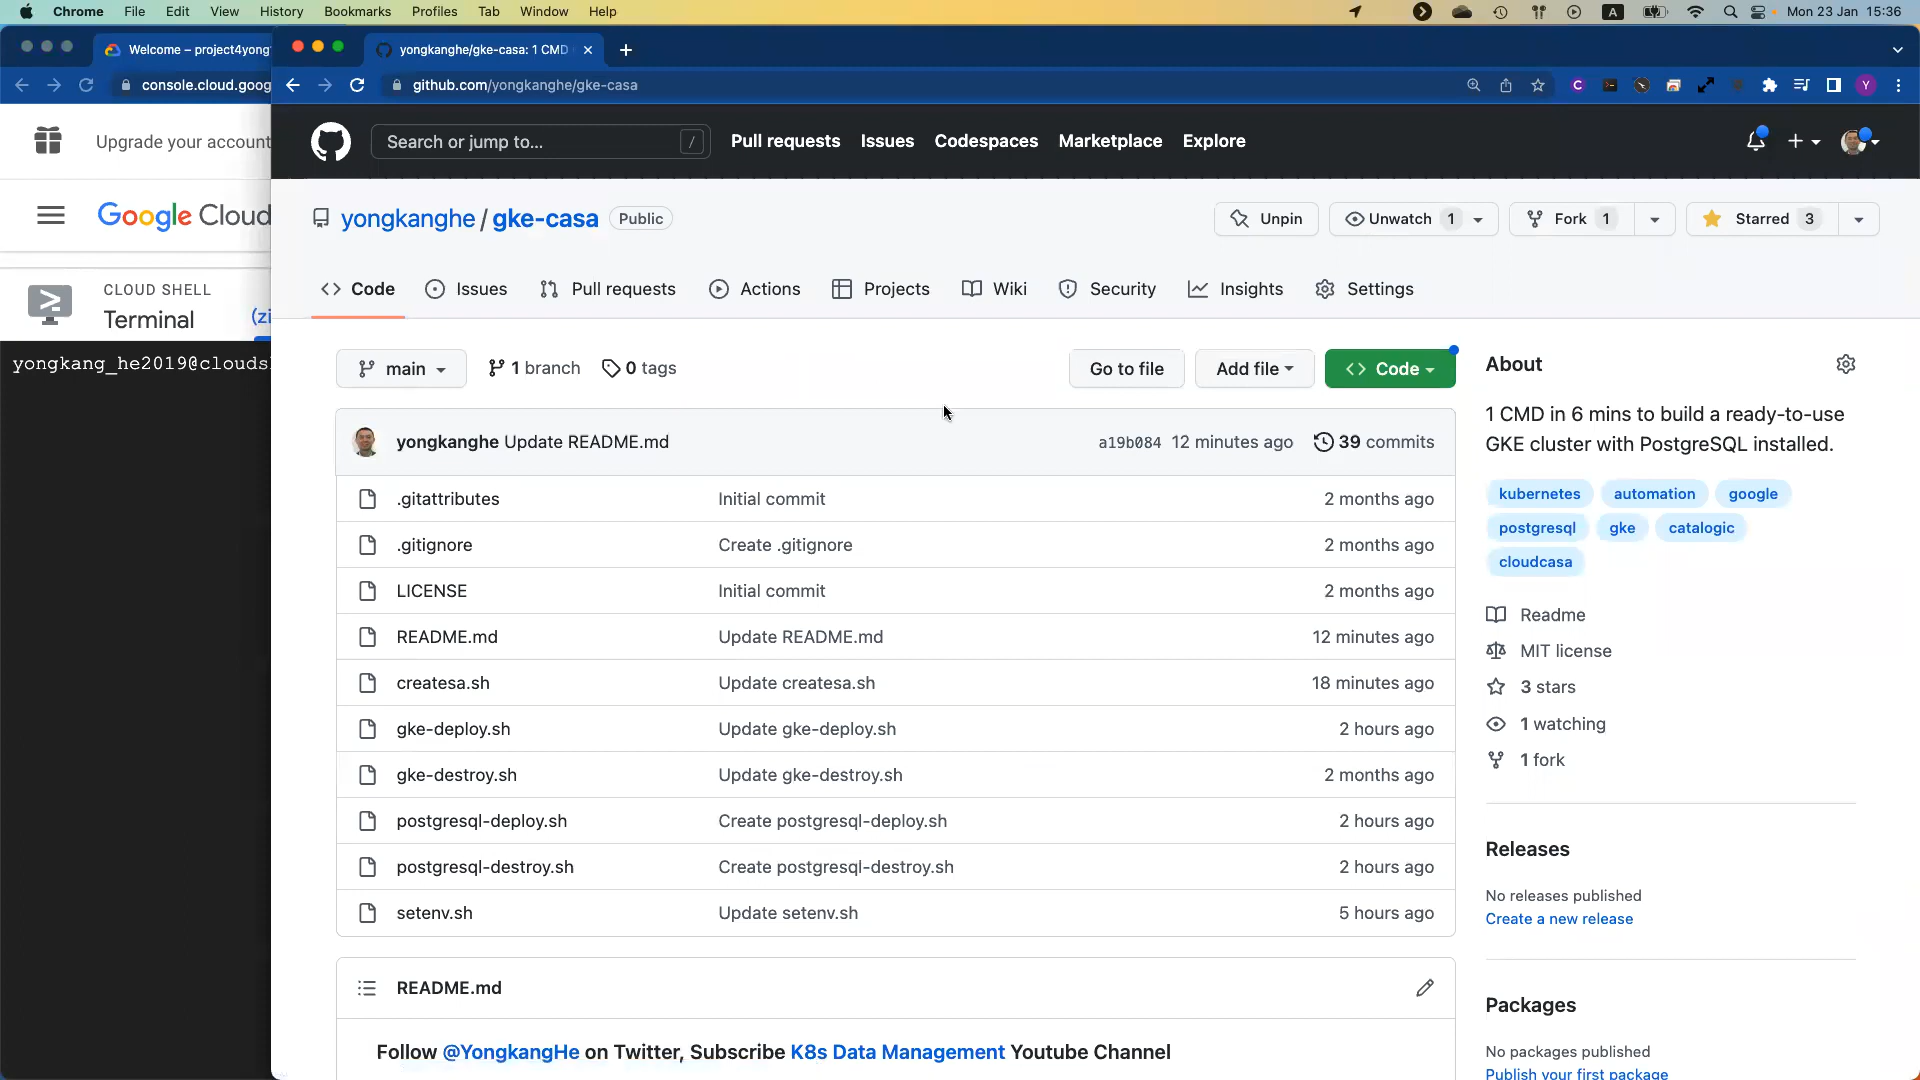 Chrome File Edit View History Bookmarks Profiles Tab Window Help
A Mon 23 Jan 15:36
Welcome – project4yong
yongkanghe/gke-casa: 1 CMD
console.cloud.goog
github.com/yongkanghe/gke-casa
C Y
Upgrade your account
Google Cloud
CLOUD SHELL
Terminal
(zi
yongkang_he2019@clouds
Search or jump to... /
Pull requests Issues Codespaces Marketplace Explore
yongkanghe / gke-casa Public
Unpin Unwatch 1 Fork 1 Starred 3
Code Issues Pull requests Actions Projects Wiki Security Insights Settings
main 1 branch 0 tags Go to file Add file Code
yongkanghe Update README.md a19b084 12 minutes ago 39 commits
.gitattributes Initial commit 2 months ago
.gitignore Create .gitignore 2 months ago
LICENSE Initial commit 2 months ago
README.md Update README.md 12 minutes ago
createsa.sh Update createsa.sh 18 minutes ago
gke-deploy.sh Update gke-deploy.sh 2 hours ago
gke-destroy.sh Update gke-destroy.sh 2 months ago
postgresql-deploy.sh Create postgresql-deploy.sh 2 hours ago
postgresql-destroy.sh Create postgresql-destroy.sh 2 hours ago
setenv.sh Update setenv.sh 5 hours ago
README.md
Follow @YongkangHe on Twitter, Subscribe K8s Data Management Youtube Channel
About
1 CMD in 6 mins to build a ready-to-use
GKE cluster with PostgreSQL installed.
kubernetes automation google
postgresql gke catalogic
cloudcasa
Readme
MIT license
3 stars
1 watching
1 fork
Releases
No releases published
Create a new release
Packages
No packages published
Publish your first package